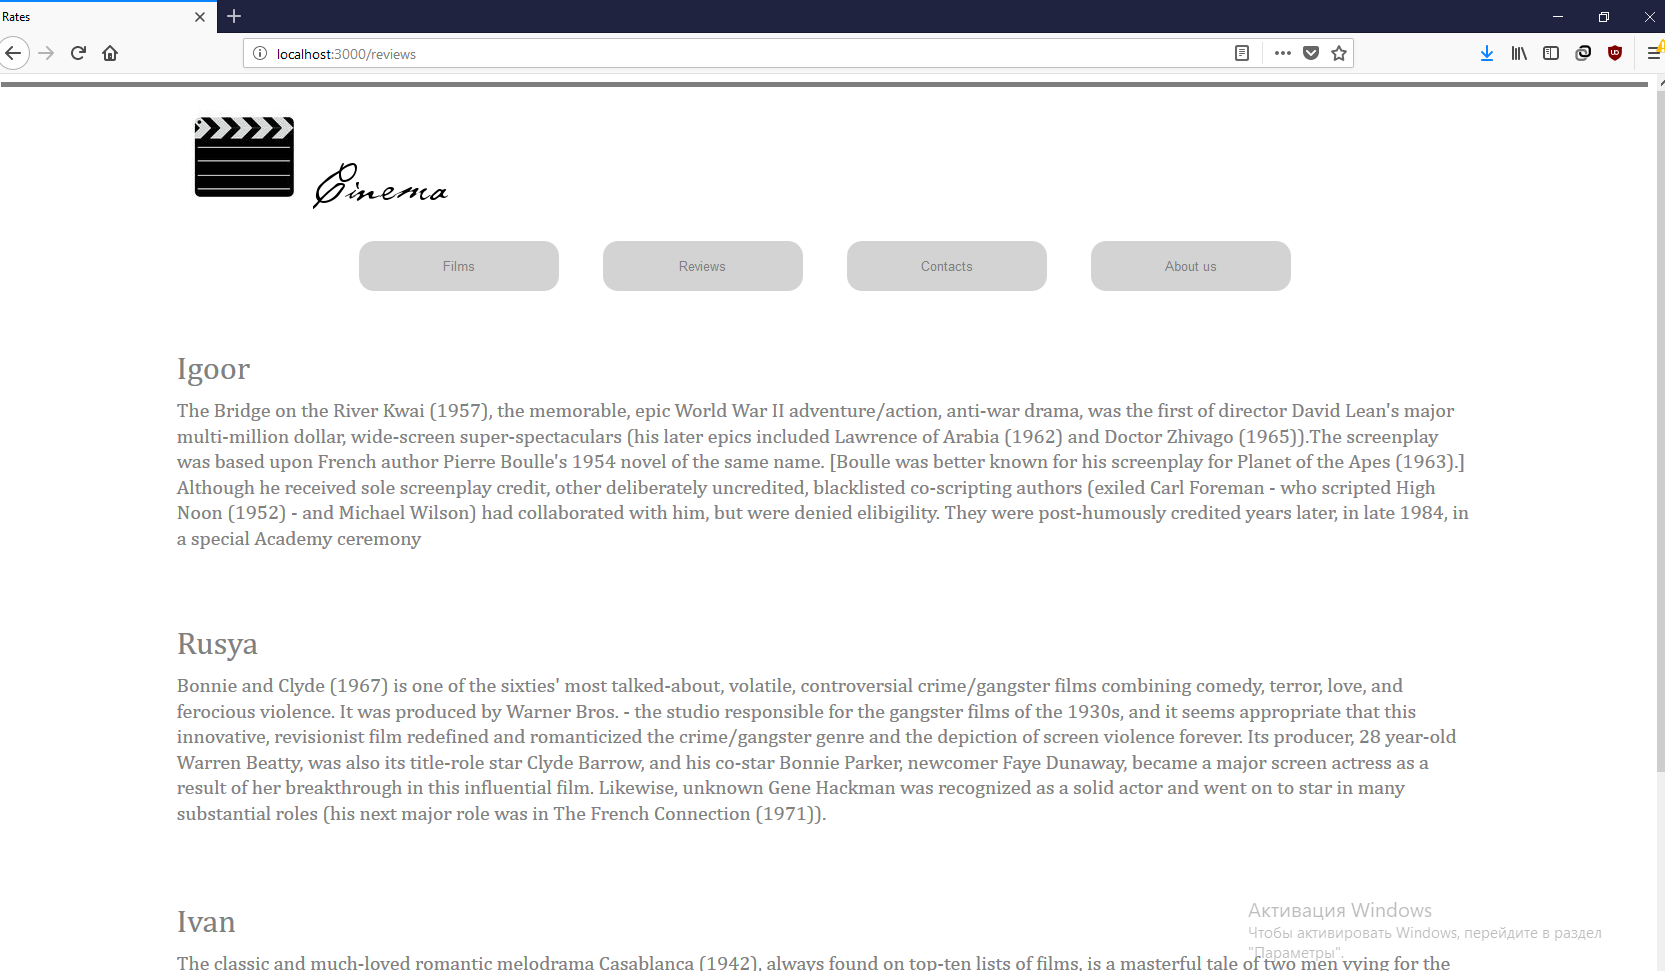 Rates
localhost:3000/reviews
Cinema
Films
Reviews
Contacts
About us
Igoor
The Bridge on the River Kwai (1957), the memorable, epic World War II adventure/action, anti-war drama, was the first of director David Lean's major
multi-million dollar, wide-screen super-spectaculars (his later epics included Lawrence of Arabia (1962) and Doctor Zhivago (1965)).The screenplay
was based upon French author Pierre Boulle's 1954 novel of the same name. [Boulle was better known for his screenplay for Planet of the Apes (1963).]
Although he received sole screenplay credit, other deliberately uncredited, blacklisted co-scripting authors (exiled Carl Foreman - who scripted High
Noon (1952) - and Michael Wilson) had collaborated with him, but were denied elibigility. They were post-humously credited years later, in late 1984, in
a special Academy ceremony
Rusya
Bonnie and Clyde (1967) is one of the sixties' most talked-about, volatile, controversial crime/gangster films combining comedy, terror, love, and
ferocious violence. It was produced by Warner Bros. - the studio responsible for the gangster films of the 1930s, and it seems appropriate that this
innovative, revisionist film redefined and romanticized the crime/gangster genre and the depiction of screen violence forever. Its producer, 28 year-old
Warren Beatty, was also its title-role star Clyde Barrow, and his co-star Bonnie Parker, newcomer Faye Dunaway, became a major screen actress as a
result of her breakthrough in this influential film. Likewise, unknown Gene Hackman was recognized as a solid actor and went on to star in many
substantial roles (his next major role was in The French Connection (1971)).
Ivan
The classic and much-loved romantic melodrama Casablanca (1942), always found on top-ten lists of films, is a masterful tale of two men vying for the
Активация Windows
Чтобы активировать Windows, перейдите в раздел
"Параметры".